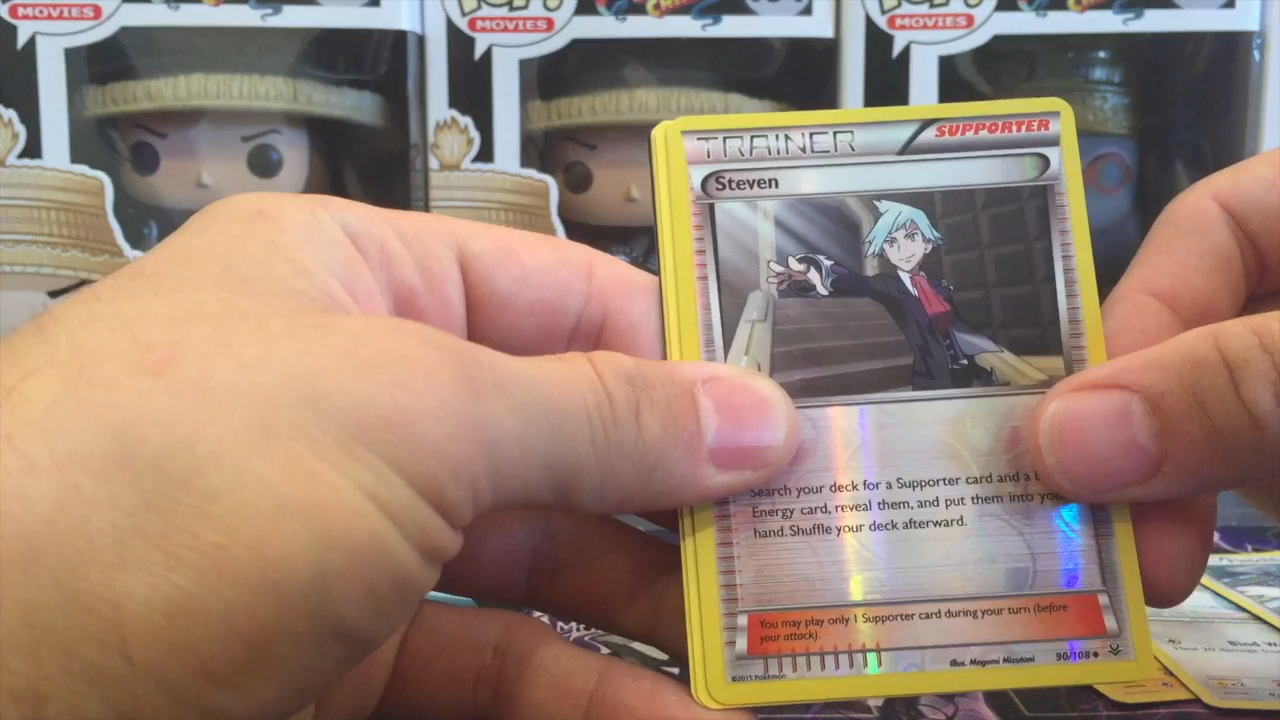 MOVIES
MOVIES
MOVIES
TRAINER SUPPORTER
Steven
Search your deck for a Supporter card and a
Energy card, reveal them, and put them into you
hand. Shuffle your deck afterward.
You may play only 1 Supporter card during your turn (before
your attack).
Illus. Megumi Mizutani 90/108
©2015 Pokémon
Bind